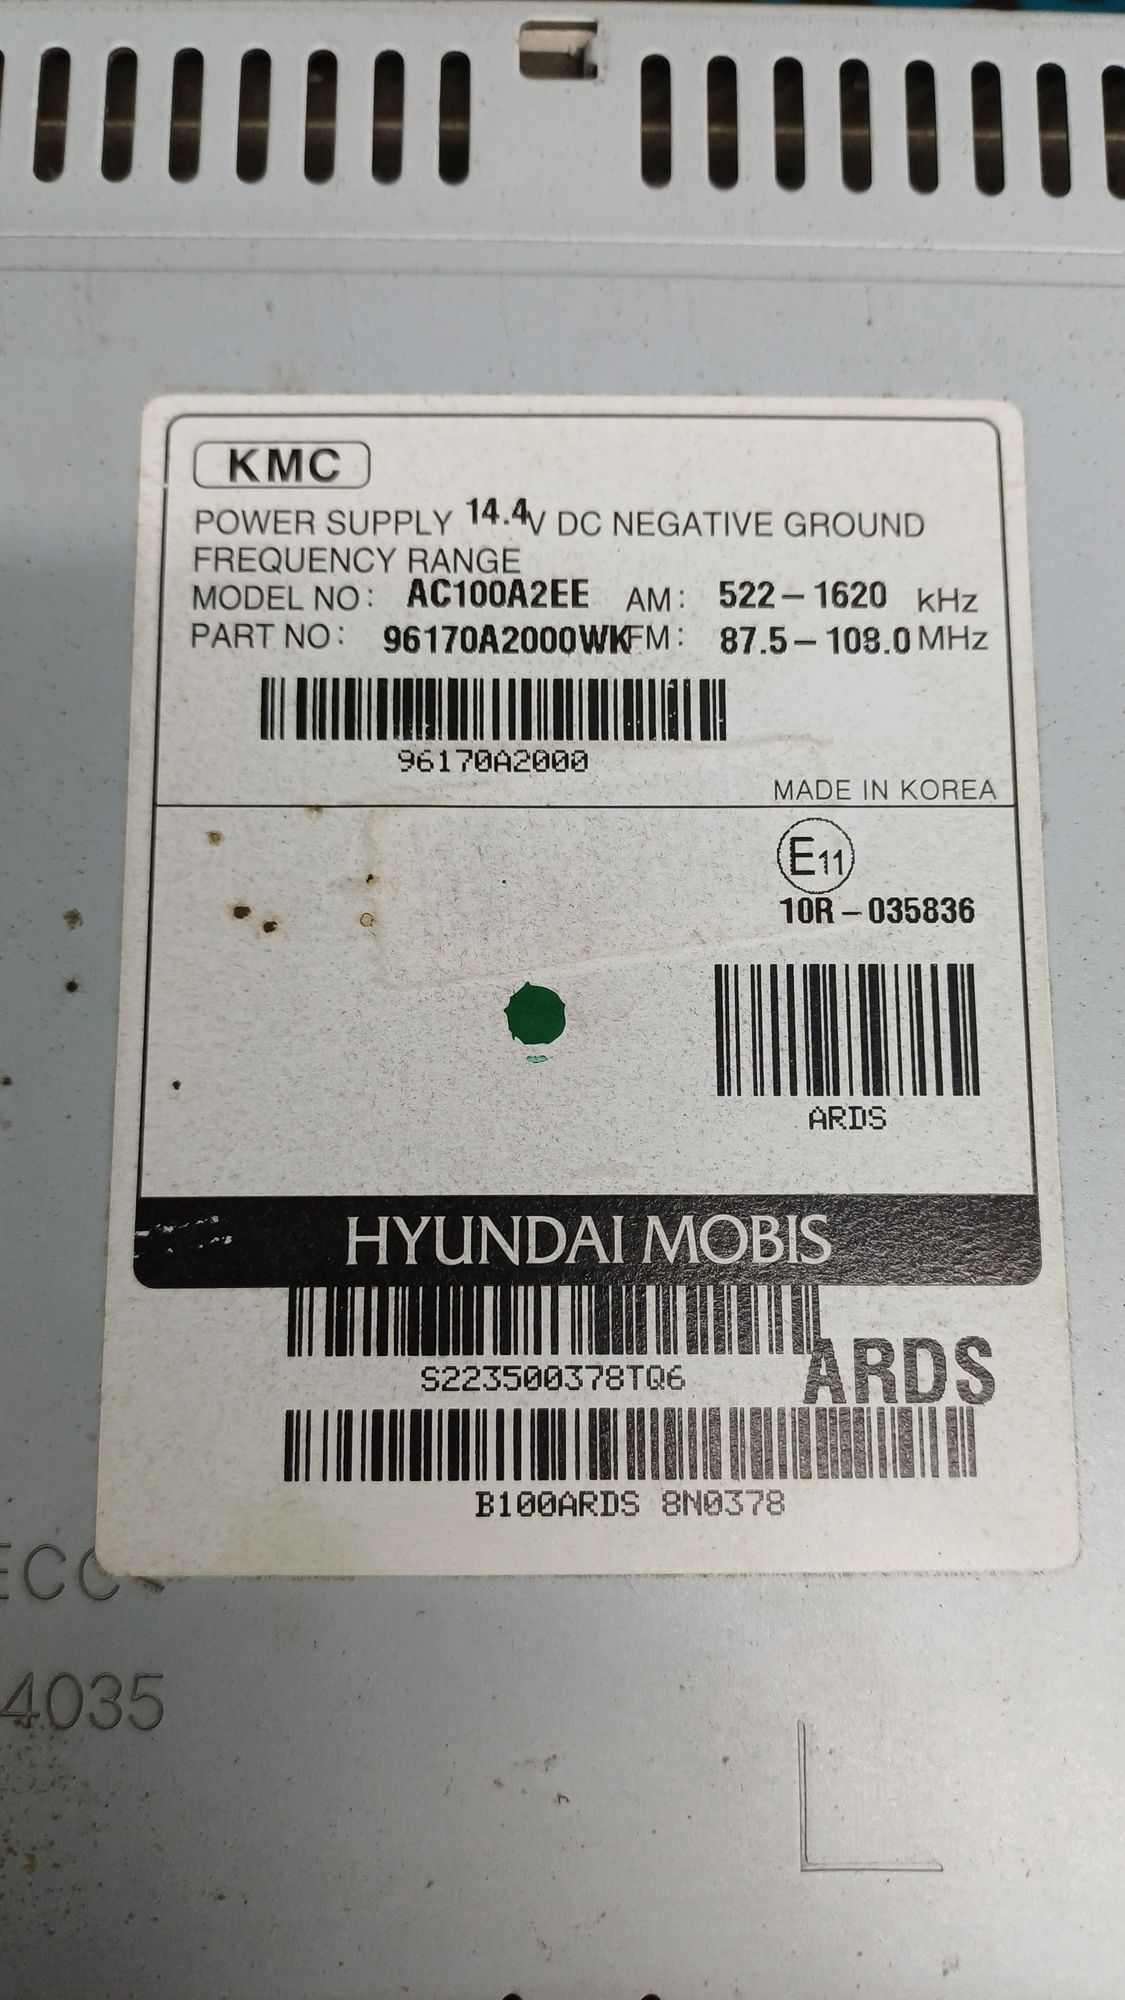 KMC
POWER SUPPLY 14.4V DC NEGATIVE GROUND
FREQUENCY RANGE
MODEL NO: AC100A2EE AM: 522-1620 kHz
PART NO: 96170A2000WK FM: 87.5-108.0 MHz
96170A2000
MADE IN KOREA
E11
10R-035836
ARDS
HYUNDAI MOBIS
S223500378TQ6
ARDS
B100ARDS 8N0378
4035